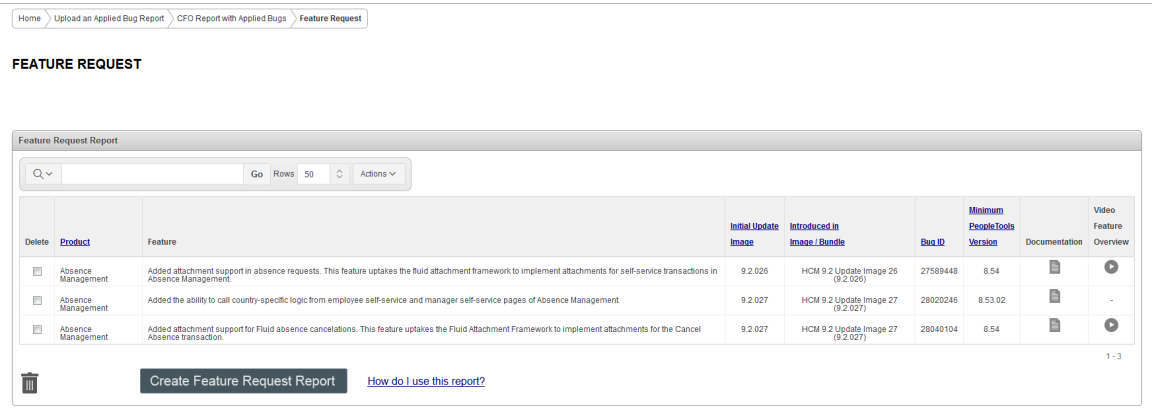 Home Upload an Applied Bug Report CFO Report with Applied Bugs Feature Request
FEATURE REQUEST
Feature Request Report
Go Rows 50 Actions
Delete Product Feature Initial Update Image Introduced in Image / Bundle Bug ID Minimum PeopleTools Version Documentation Video Feature Overview
Absence Management Added attachment support in absence requests. This feature uptakes the fluid attachment framework to implement attachments for self-service transactions in Absence Management. 9.2.026 HCM 9.2 Update Image 26 (9.2.026) 27589448 8.54
Absence Management Added the ability to call country-specific logic from employee self-service and manager self-service pages of Absence Management. 9.2.027 HCM 9.2 Update Image 27 (9.2.027) 28020246 8.53.02 -
Absence Management Added attachment support for Fluid absence cancelations. This feature uptakes the Fluid Attachment Framework to implement attachments for the Cancel Absence transaction. 9.2.027 HCM 9.2 Update Image 27 (9.2.027) 28040104 8.54
1 - 3
Create Feature Request Report How do I use this report?